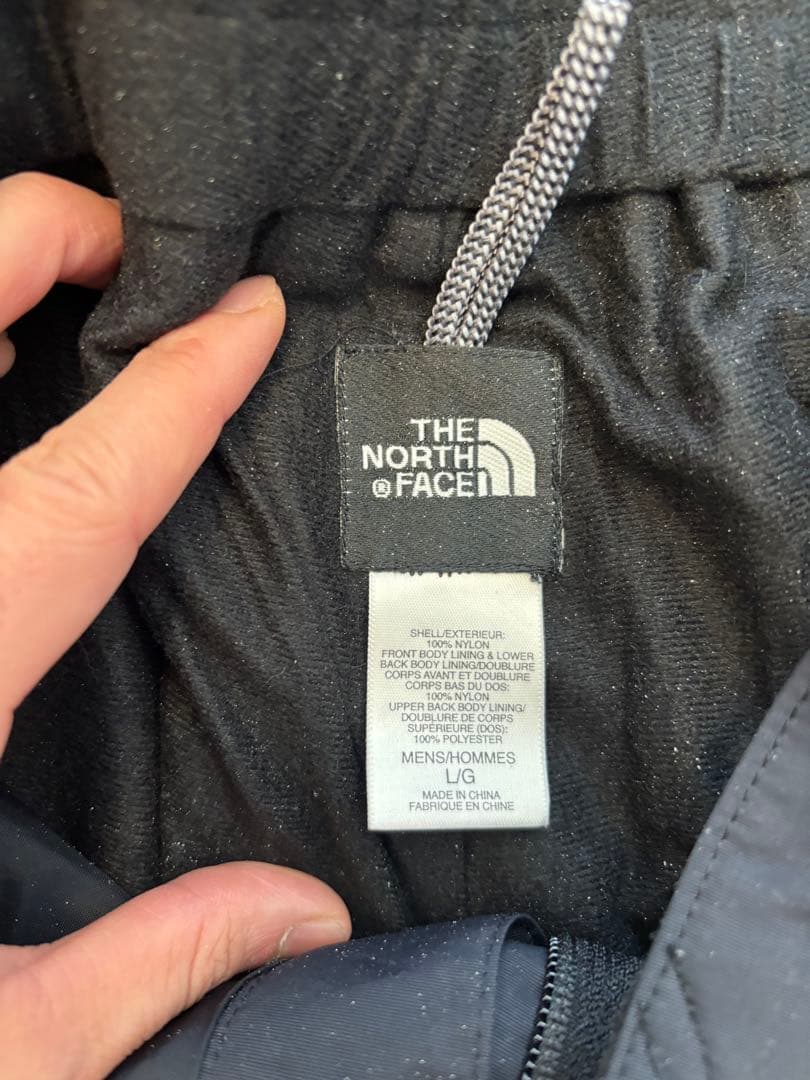 THE
NORTH
® FACE
SHELL/EXTERIEUR:
100% NYLON
FRONT BODY LINING & LOWER
BACK BODY LINING/DOUBLURE
CORPS AVANT ET DOUBLURE
CORPS BAS DU DOS:
100% NYLON
UPPER BACK BODY LINING/
DOUBLURE DE CORPS
SUPÉRIEURE (DOS):
100% POLYESTER
MENS/HOMMES
L/G
MADE IN CHINA
FABRIQUE EN CHINE